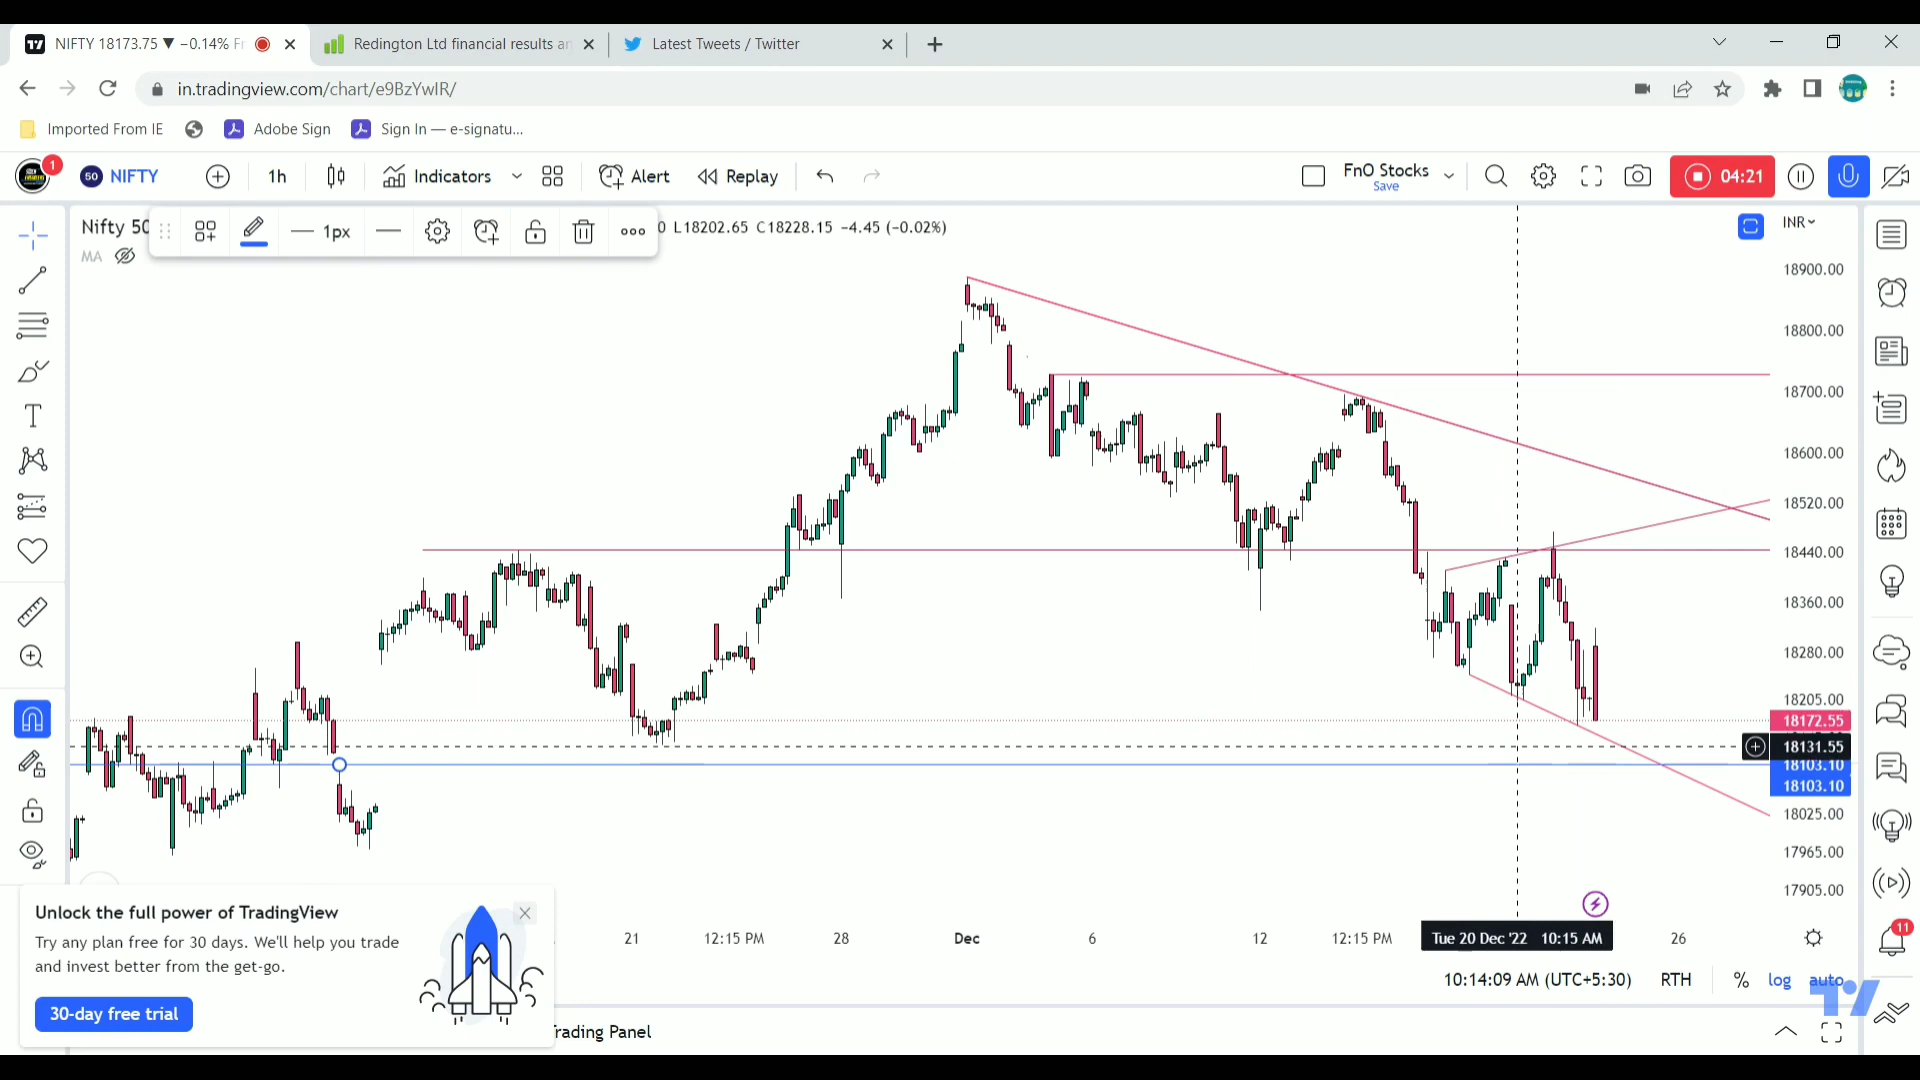 NIFTY 18173.75 ▼ −0.14% Fr
Redington Ltd financial results an
Latest Tweets / Twitter
in.tradingview.com/chart/e9BzYwIR/
Imported From IE
Adobe Sign
Sign In — e-signatu...
1
50 NIFTY
1h
Indicators
Alert
Replay
FnO Stocks
Save
04:21
Nifty 50
1px
0 L18202.65 C18228.15 −4.45 (−0.02%)
INR
MA
18900.00
18800.00
18700.00
18600.00
18520.00
18440.00
18360.00
18280.00
18205.00
18172.55
18131.55
18103.10
18103.10
18025.00
17965.00
17905.00
Unlock the full power of TradingView
Try any plan free for 30 days. We'll help you trade
and invest better from the get-go.
30-day free trial
21
12:15 PM
28
Dec
6
12
12:15 PM
Tue 20 Dec '22 10:15 AM
26
11
10:14:09 AM (UTC+5:30)
RTH
%
log
auto
Trading Panel